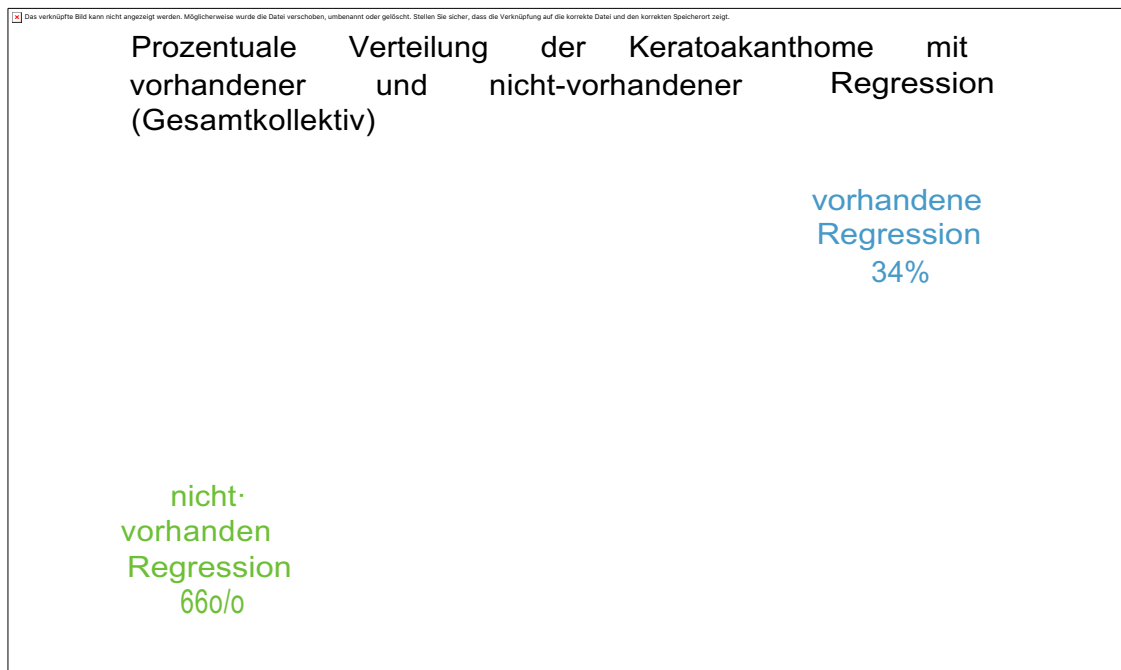 Das verknüpfte Bild kann nicht angezeigt werden. Möglicherweise wurde die Datei verschoben, umbenannt oder gelöscht. Stellen Sie sicher, dass die Verknüpfung auf die korrekte Datei und den korrekten Speicherort zeigt.
Prozentuale Verteilung der Keratoakanthome mit
vorhandener und nicht-vorhandener Regression
(Gesamtkollektiv)
vorhandene
Regression
34%
nicht·
vorhanden
Regression
66o/o